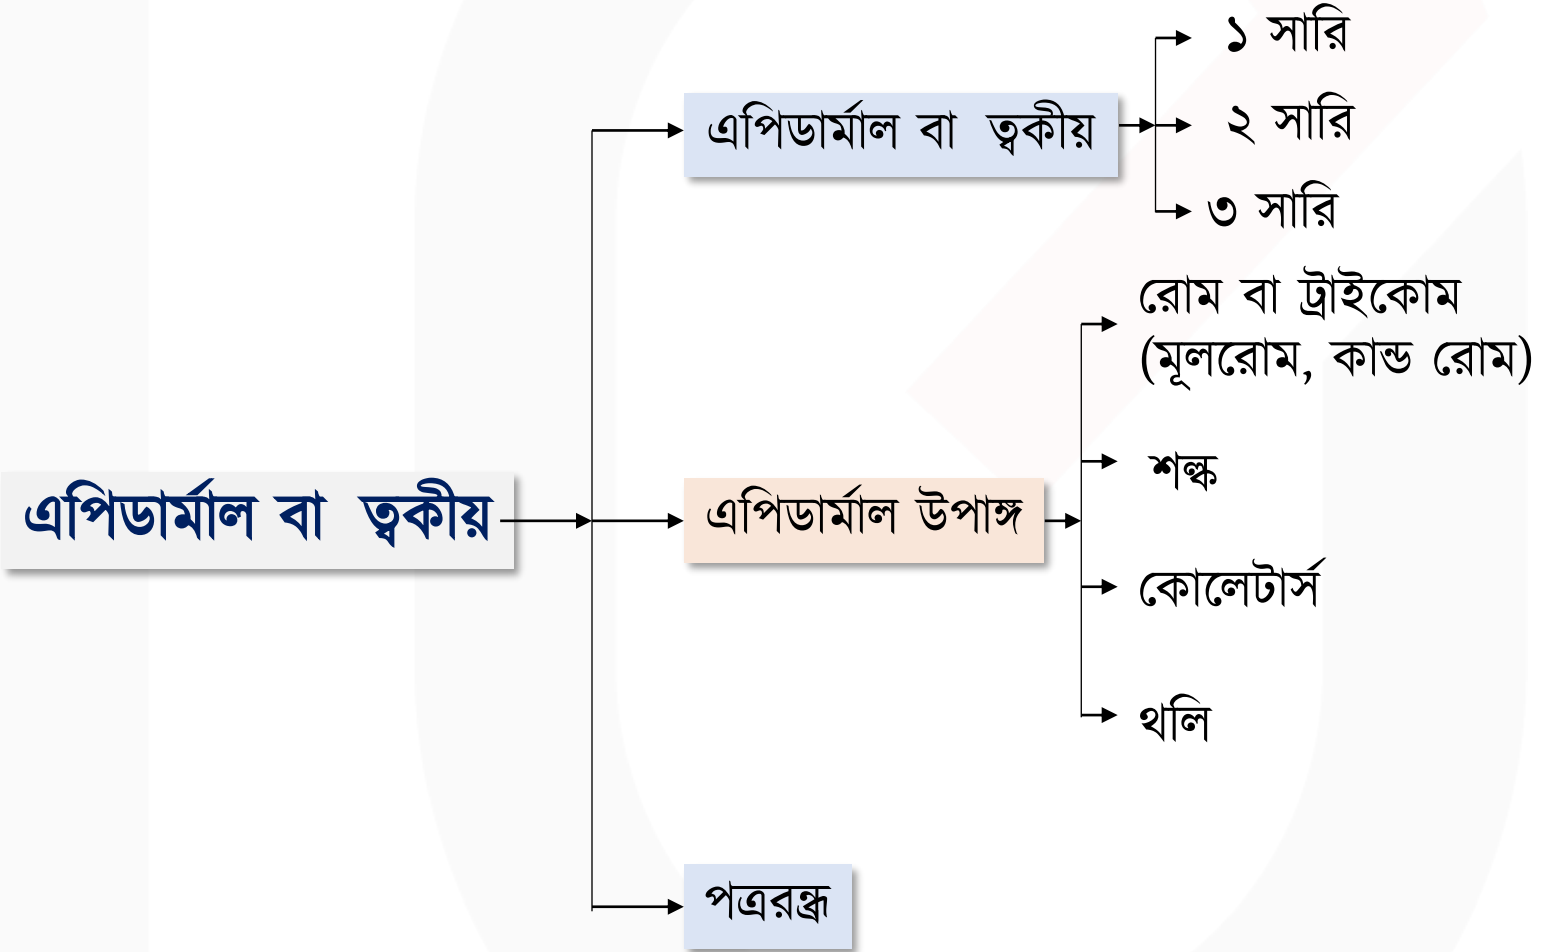 ১ সারি
এপিডার্মাল বা ত্বকীয়
২ সারি
৩ সারি
রোম বা ট্রাইকোম
(মূলরোম, কান্ড রোম)
শল্ক
এপিডার্মাল বা ত্বকীয়
এপিডার্মাল উপাঙ্গ
কোলেটার্স
থলি
পত্ররন্ধ্র